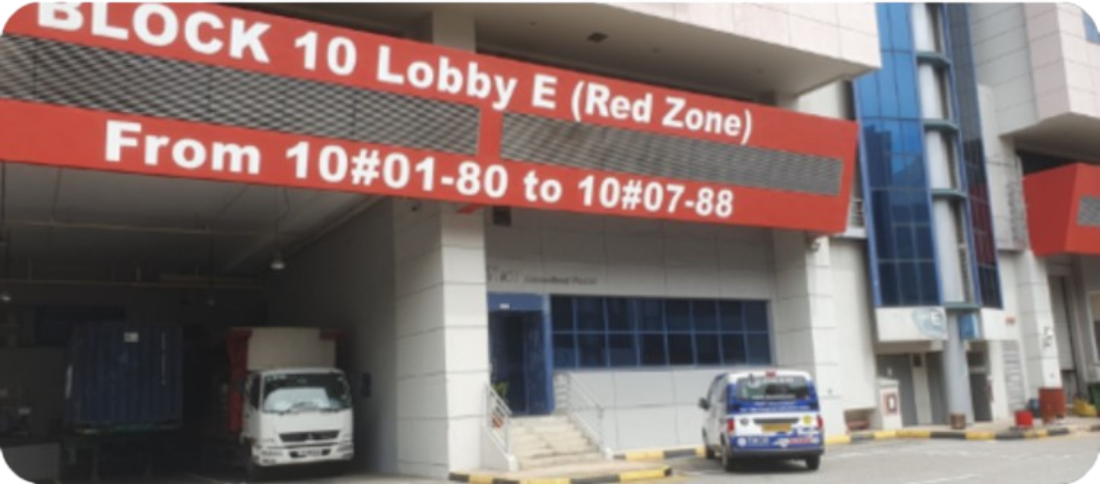 BLOCK 10 Lobby E (Red Zone)
From 10#01-80 to 10#07-88